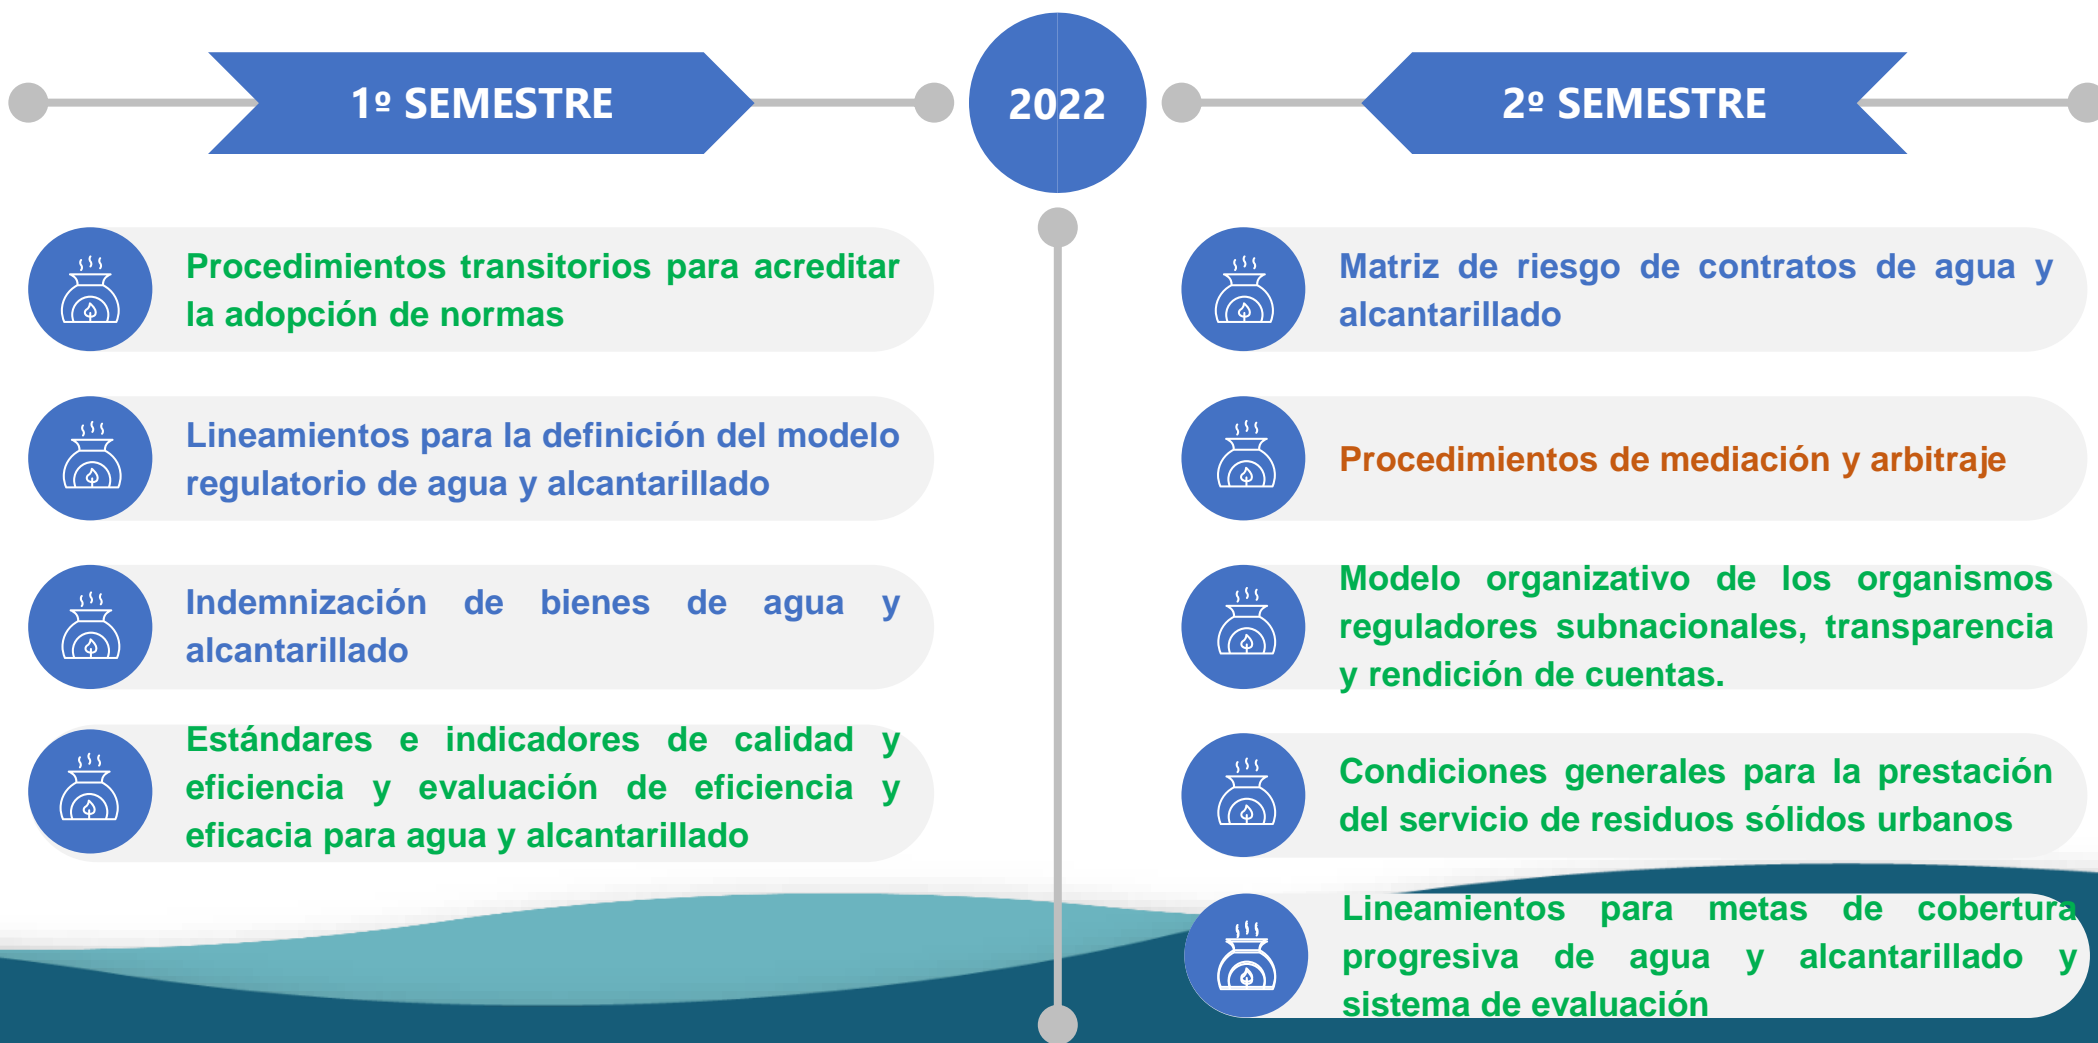 1º SEMESTRE
2022
2º SEMESTRE
Procedimientos transitorios para acreditar
la adopción de normas
Lineamientos para la definición del modelo
regulatorio de agua y alcantarillado
Indemnización de bienes de agua y
alcantarillado
Estándares e indicadores de calidad y
eficiencia y evaluación de eficiencia y
eficacia para agua y alcantarillado
Matriz de riesgo de contratos de agua y
alcantarillado
Procedimientos de mediación y arbitraje
Modelo organizativo de los organismos
reguladores subnacionales, transparencia
y rendición de cuentas.
Condiciones generales para la prestación
del servicio de residuos sólidos urbanos
Lineamientos para metas de cobertura
progresiva de agua y alcantarillado y
sistema de evaluación